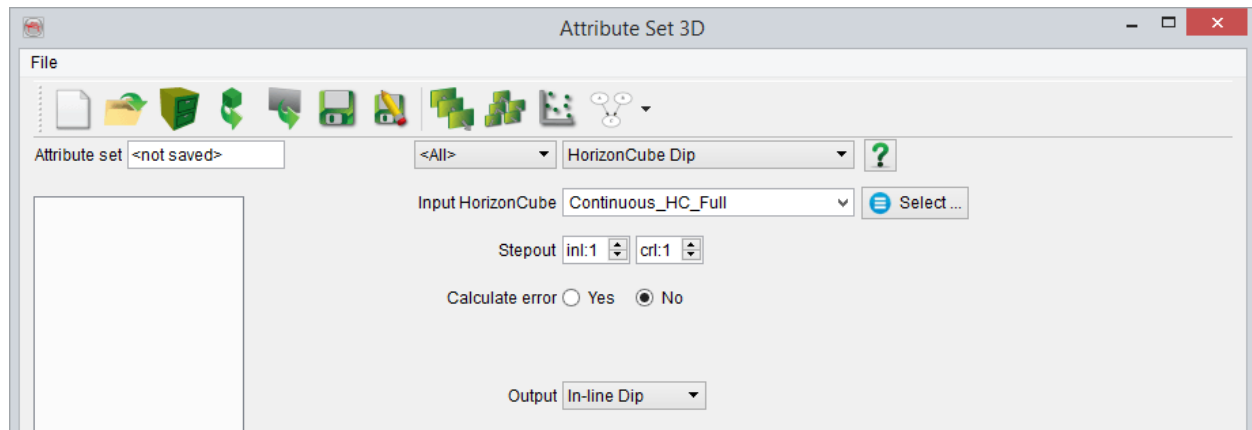 Attribute Set 3D
File
Attribute set <not saved> <All> HorizonCube Dip ?
Input HorizonCube Continuous_HC_Full Select ...
Stepout inl:1 crl:1
Calculate error Yes No
Output In-line Dip